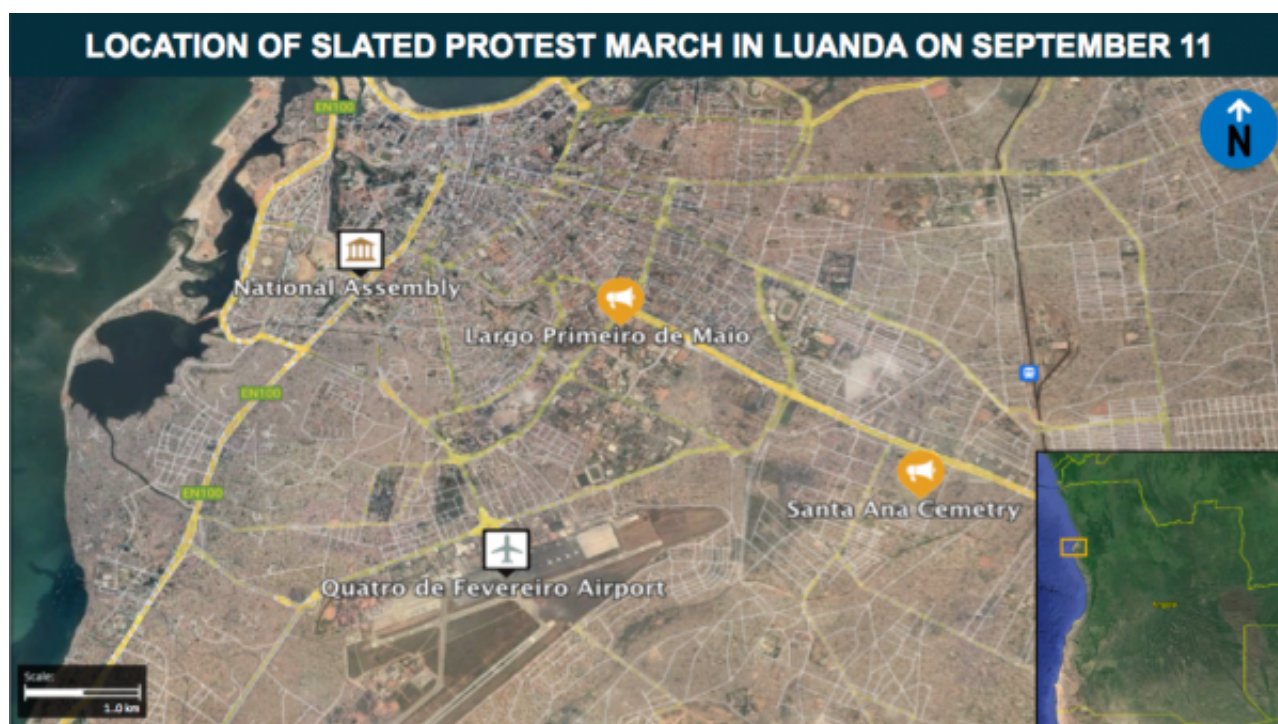 LOCATION OF SLATED PROTEST MARCH IN LUANDA ON SEPTEMBER 11
EN100
N
National Assembly
Largo Primeiro de Maio
EN100
EN100
Santa Ana Cemetry
Quatro de Fevereiro Airport
Angola
Scale:
1.0 km